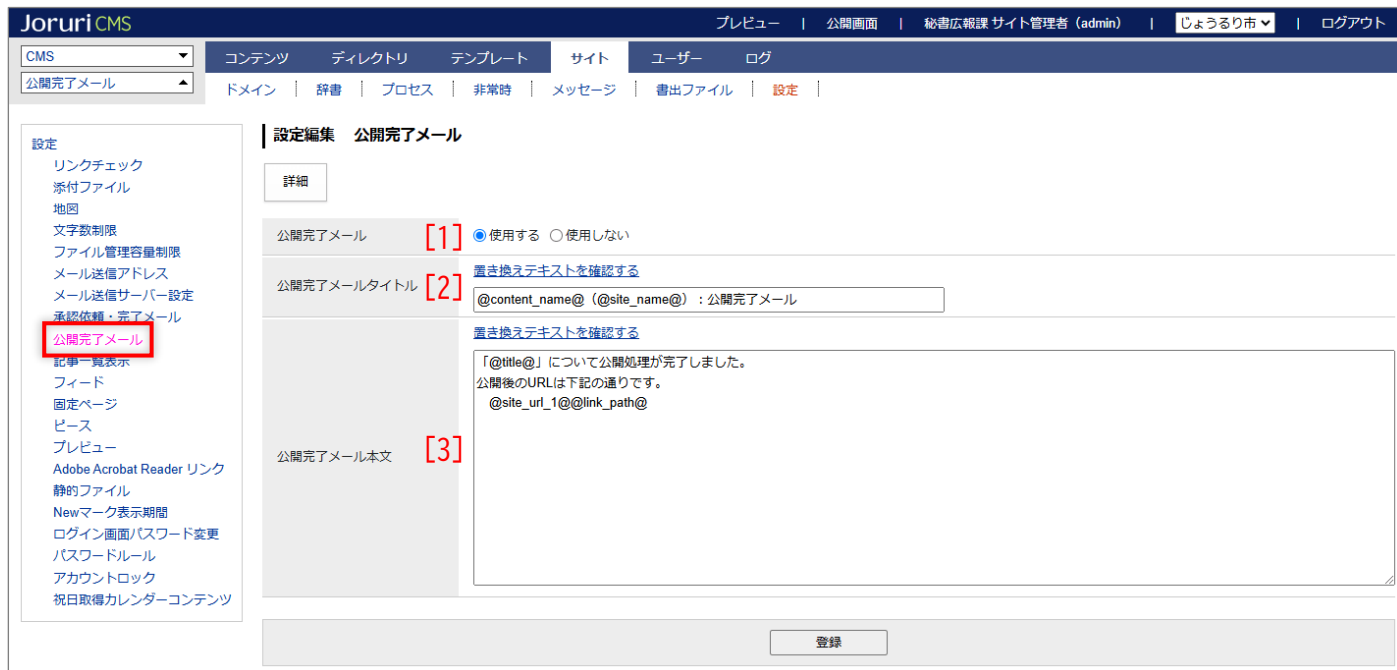 Joruri CMS
プレビュー | 公開画面 | 秘書広報課 サイト管理者（admin） | じょうるり市 | ログアウト
CMS
公開完了メール
コンテンツ ディレクトリ テンプレート サイト ユーザー ログ
ドメイン 辞書 プロセス 非常時 メッセージ 書出ファイル 設定
設定
リンクチェック
添付ファイル
地図
文字数制限
ファイル管理容量制限
メール送信アドレス
メール送信サーバー設定
承認依頼・完了メール
公開完了メール
記事一覧表示
フィード
固定ページ
ピース
プレビュー
Adobe Acrobat Reader リンク
静的ファイル
Newマーク表示期間
ログイン画面パスワード変更
パスワードルール
アカウントロック
祝日取得カレンダーコンテンツ
設定編集 公開完了メール
詳細
公開完了メール [1] 使用する 使用しない
公開完了メールタイトル [2] 置き換えテキストを確認する
@content_name@（@site_name@）：公開完了メール
置き換えテキストを確認する
「@title@」について公開処理が完了しました。
公開後のURLは下記の通りです。
@site_url_1@@link_path@
公開完了メール本文 [3]
登録